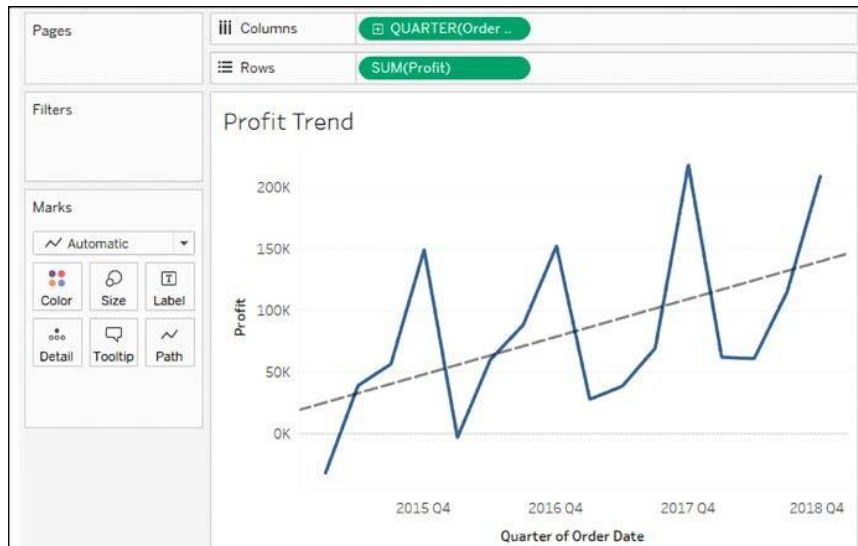 Pages
Columns
QUARTER(Order ..
Rows
SUM(Profit)
Filters
Marks
Automatic
Color
Size
Label
Detail
Tooltip
Path
Profit Trend
Profit
200K
150K
100K
50K
0K
2015 Q4
2016 Q4
2017 Q4
2018 Q4
Quarter of Order Date